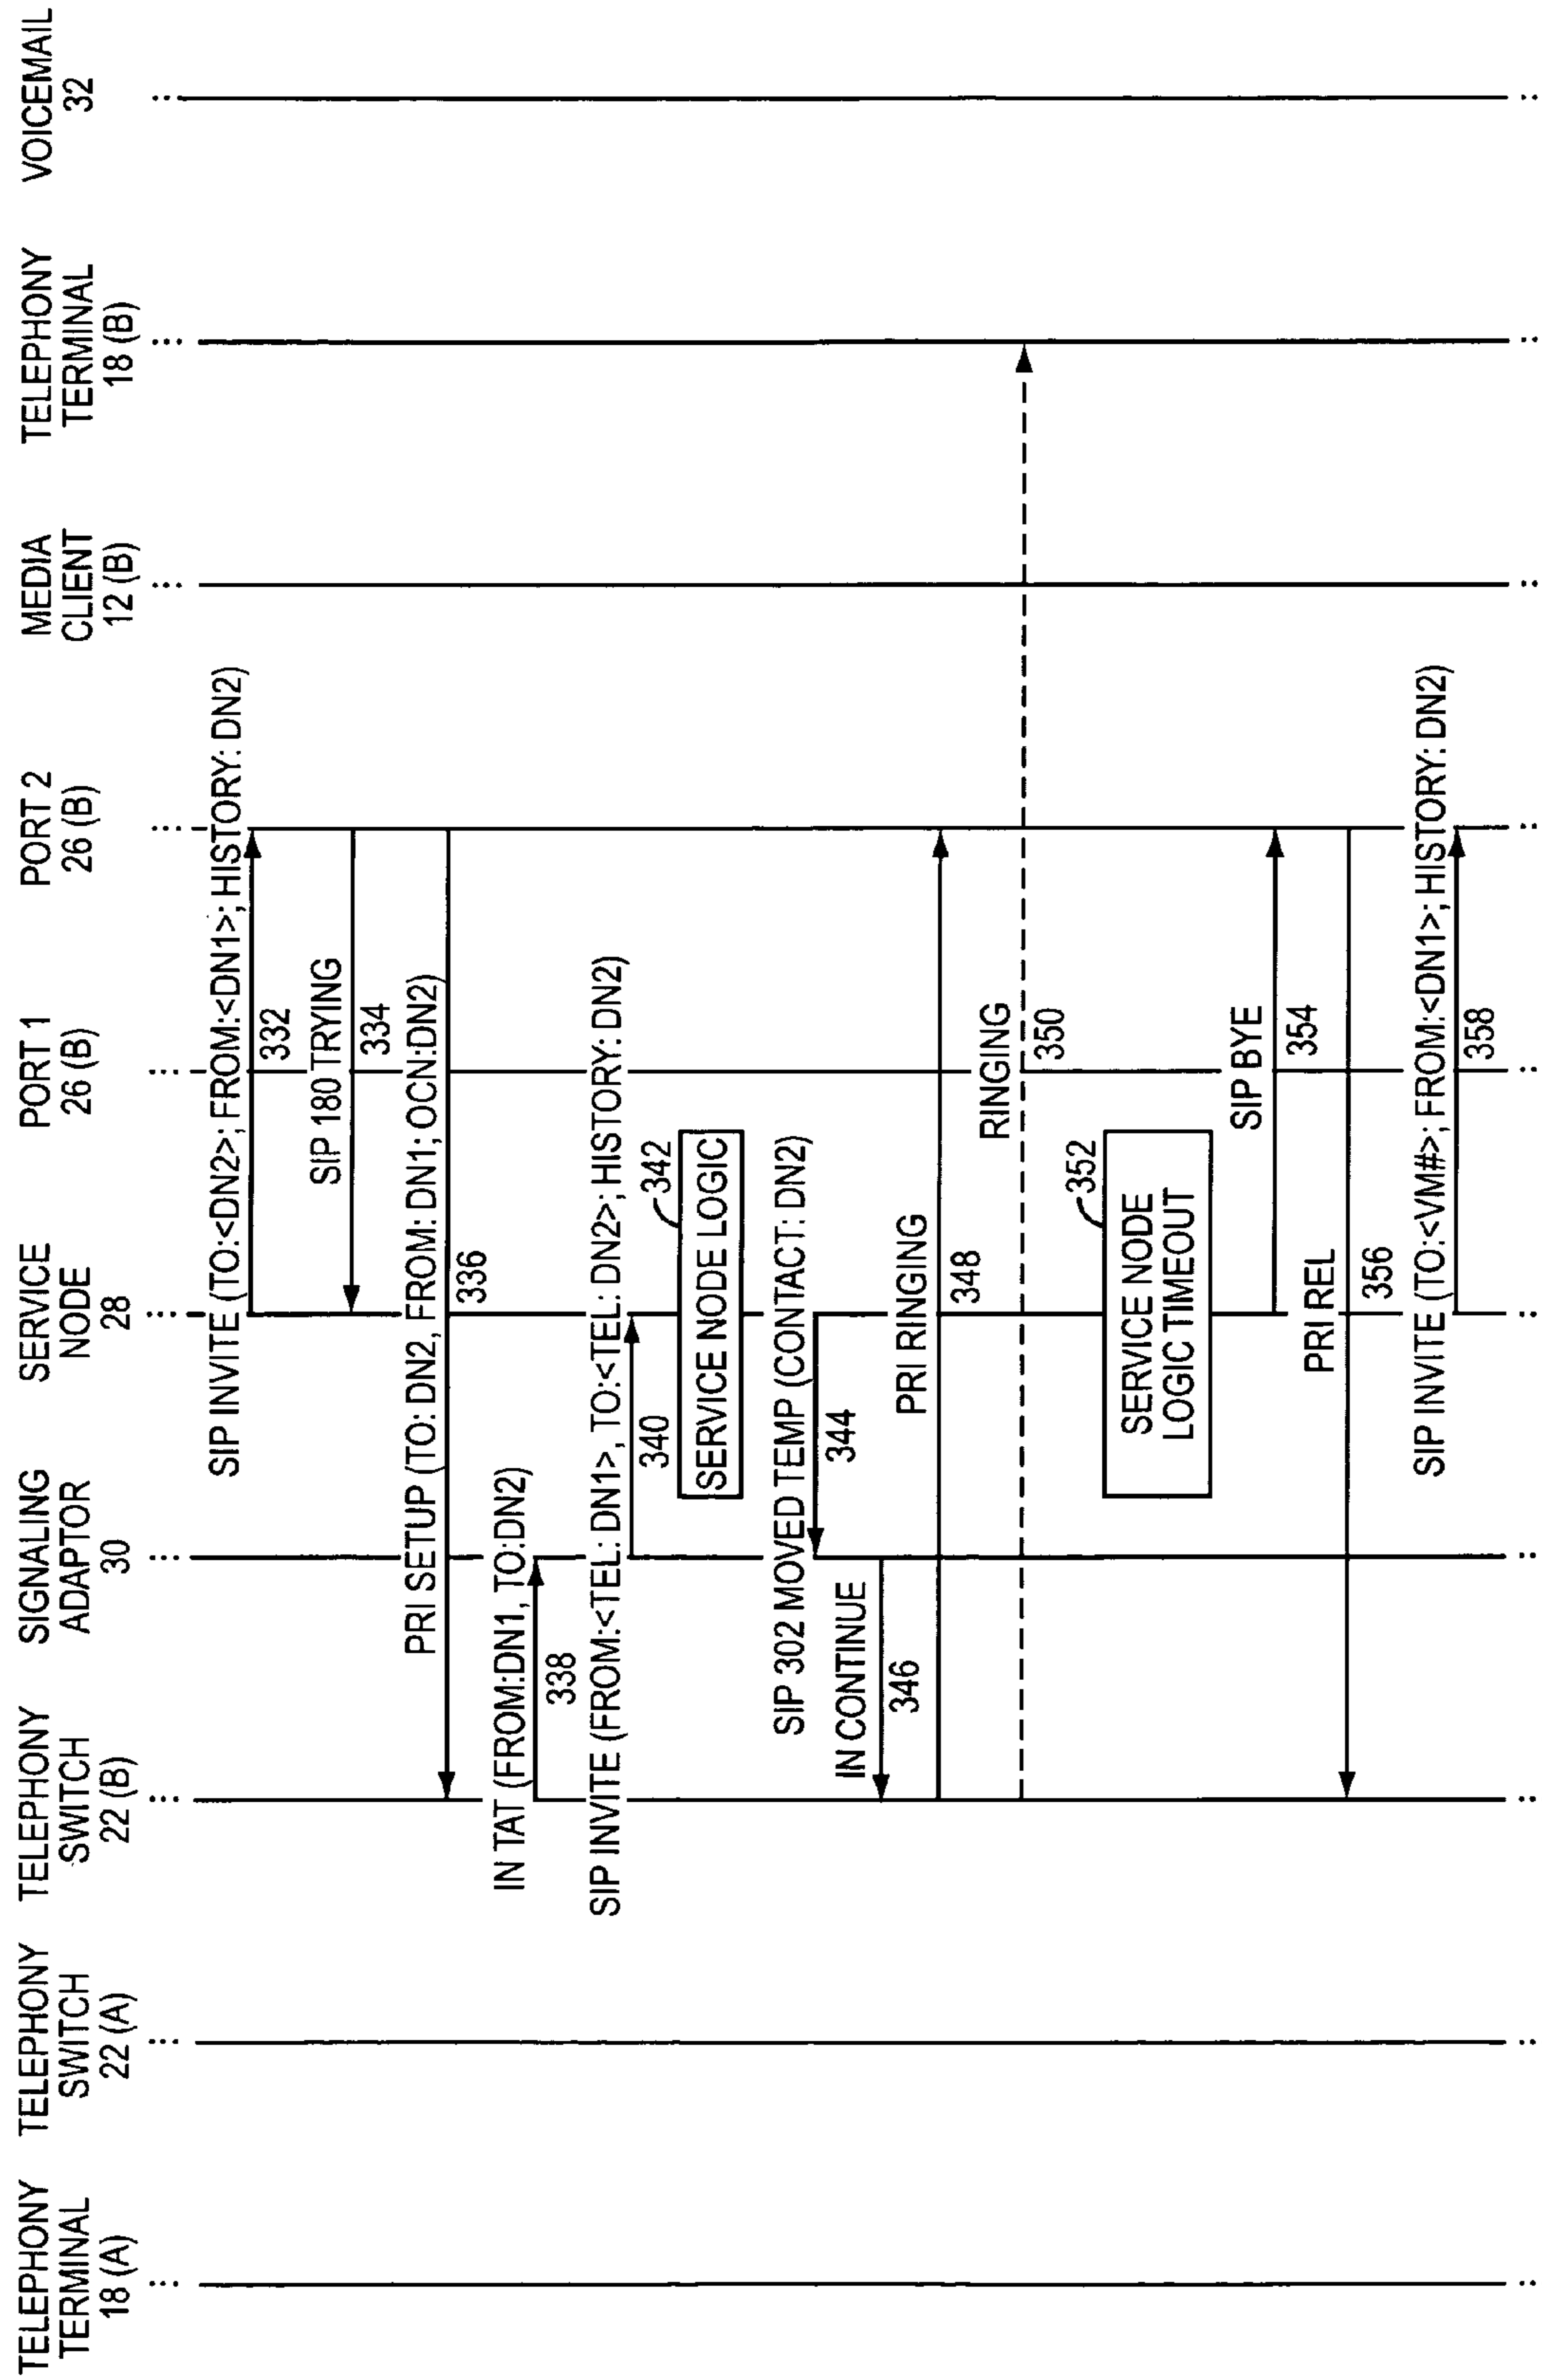 TELEPHONY
TERMINAL
18 (A)
TELEPHONY
SWITCH
22 (A)
TELEPHONY
SWITCH
22 (B)
SIGNALING
ADAPTOR
30
SERVICE
NODE
28
PORT 1
26 (B)
PORT 2
26 (B)
MEDIA
CLIENT
12 (B)
TELEPHONY
TERMINAL
18 (B)
VOICEMAIL
32
SIP INVITE (TO:<DN2>; FROM:<DN1>; HISTORY: DN2)
332
SIP 180 TRYING
334
PRI SETUP (TO: DN2, FROM: DN1; OCN:DN2)
336
IN TAT (FROM:DN1, TO:DN2)
338
SIP INVITE (FROM:<TEL: DN1>, TO:<TEL: DN2>; HISTORY: DN2)
340
342
SERVICE NODE LOGIC
SIP 302 MOVED TEMP (CONTACT: DN2)
344
IN CONTINUE
346
PRI RINGING
348
RINGING
350
352
SERVICE NODE
LOGIC TIMEOUT
SIP BYE
354
PRI REL
356
SIP INVITE (TO:<VM#>; FROM:<DN1>; HISTORY: DN2)
358